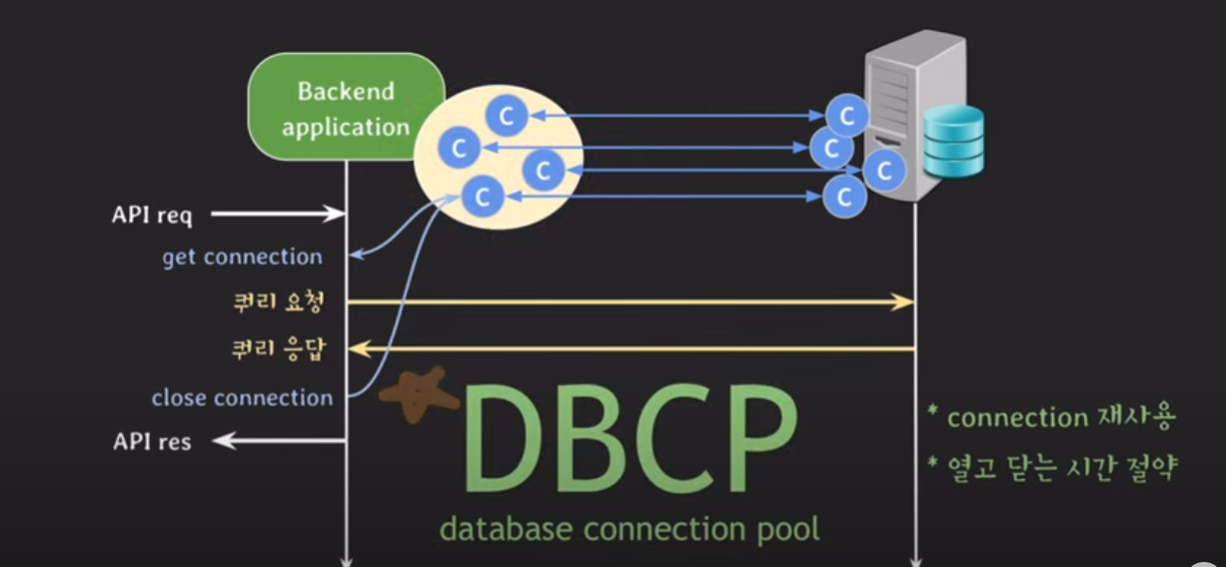 Backend
application
C
C
C
C
C
C
C
C
API req
get connection
쿼리 요청
쿼리 응답
close connection
API res
DBCP
database connection pool
* connection 재사용
* 열고 닫는 시간 절약